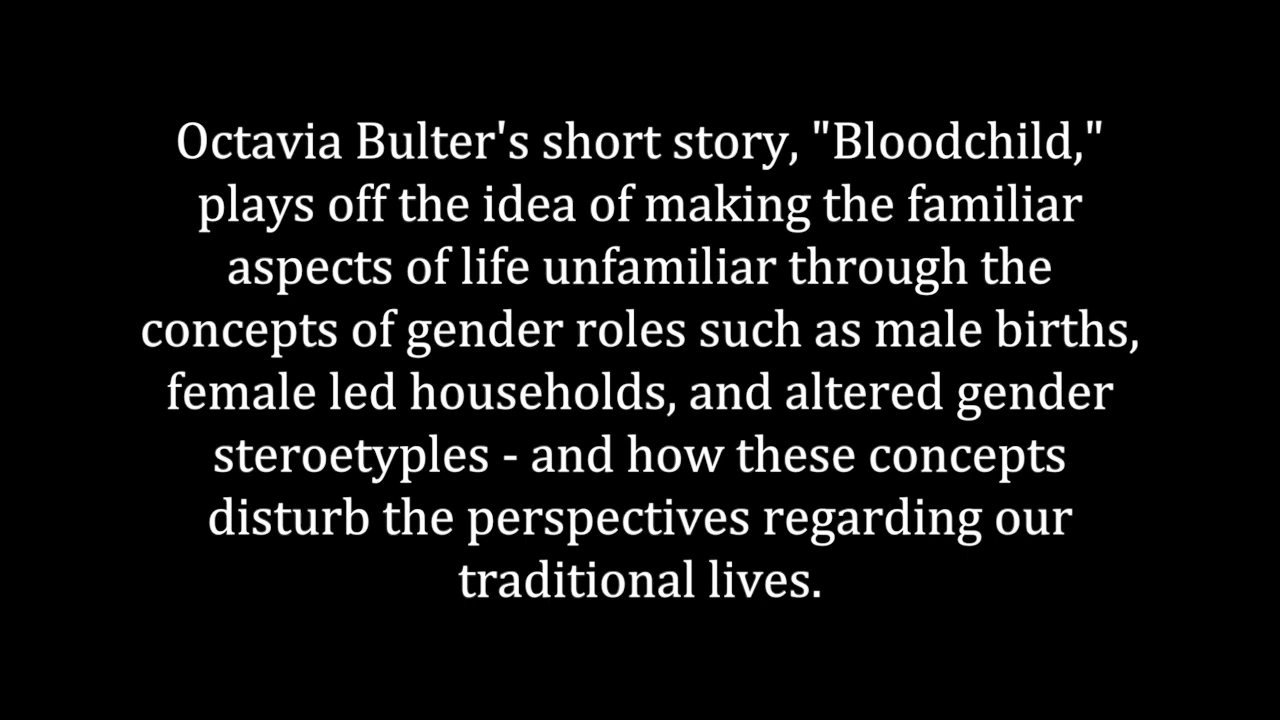 Octavia Bulter's short story, "Bloodchild,"
plays off the idea of making the familiar
aspects of life unfamiliar through the
concepts of gender roles such as male births,
female led households, and altered gender
steroetyples - and how these concepts
disturb the perspectives regarding our
traditional lives.